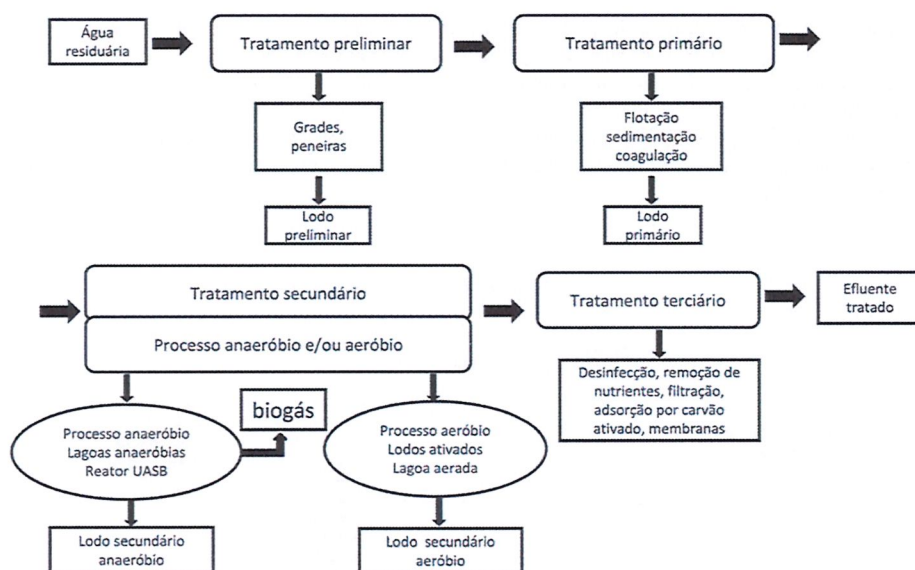 Água
residuária
Tratamento preliminar
Tratamento primário
Grades,
peneiras
Flotação
sedimentação
coagulação
Lodo
preliminar
Lodo
primário
Tratamento secundário
Processo anaeróbio e/ou aeróbio
Tratamento terciário
Efluente
tratado
Desinfecção, remoção de
nutrientes, filtração,
adsorção por carvão
ativado, membranas
biogás
Processo anaeróbio
Lagoas anaeróbias
Reator UASB
Processo aeróbio
Lodos ativados
Lagoa aerada
Lodo secundário
anaeróbio
Lodo secundário
aeróbio